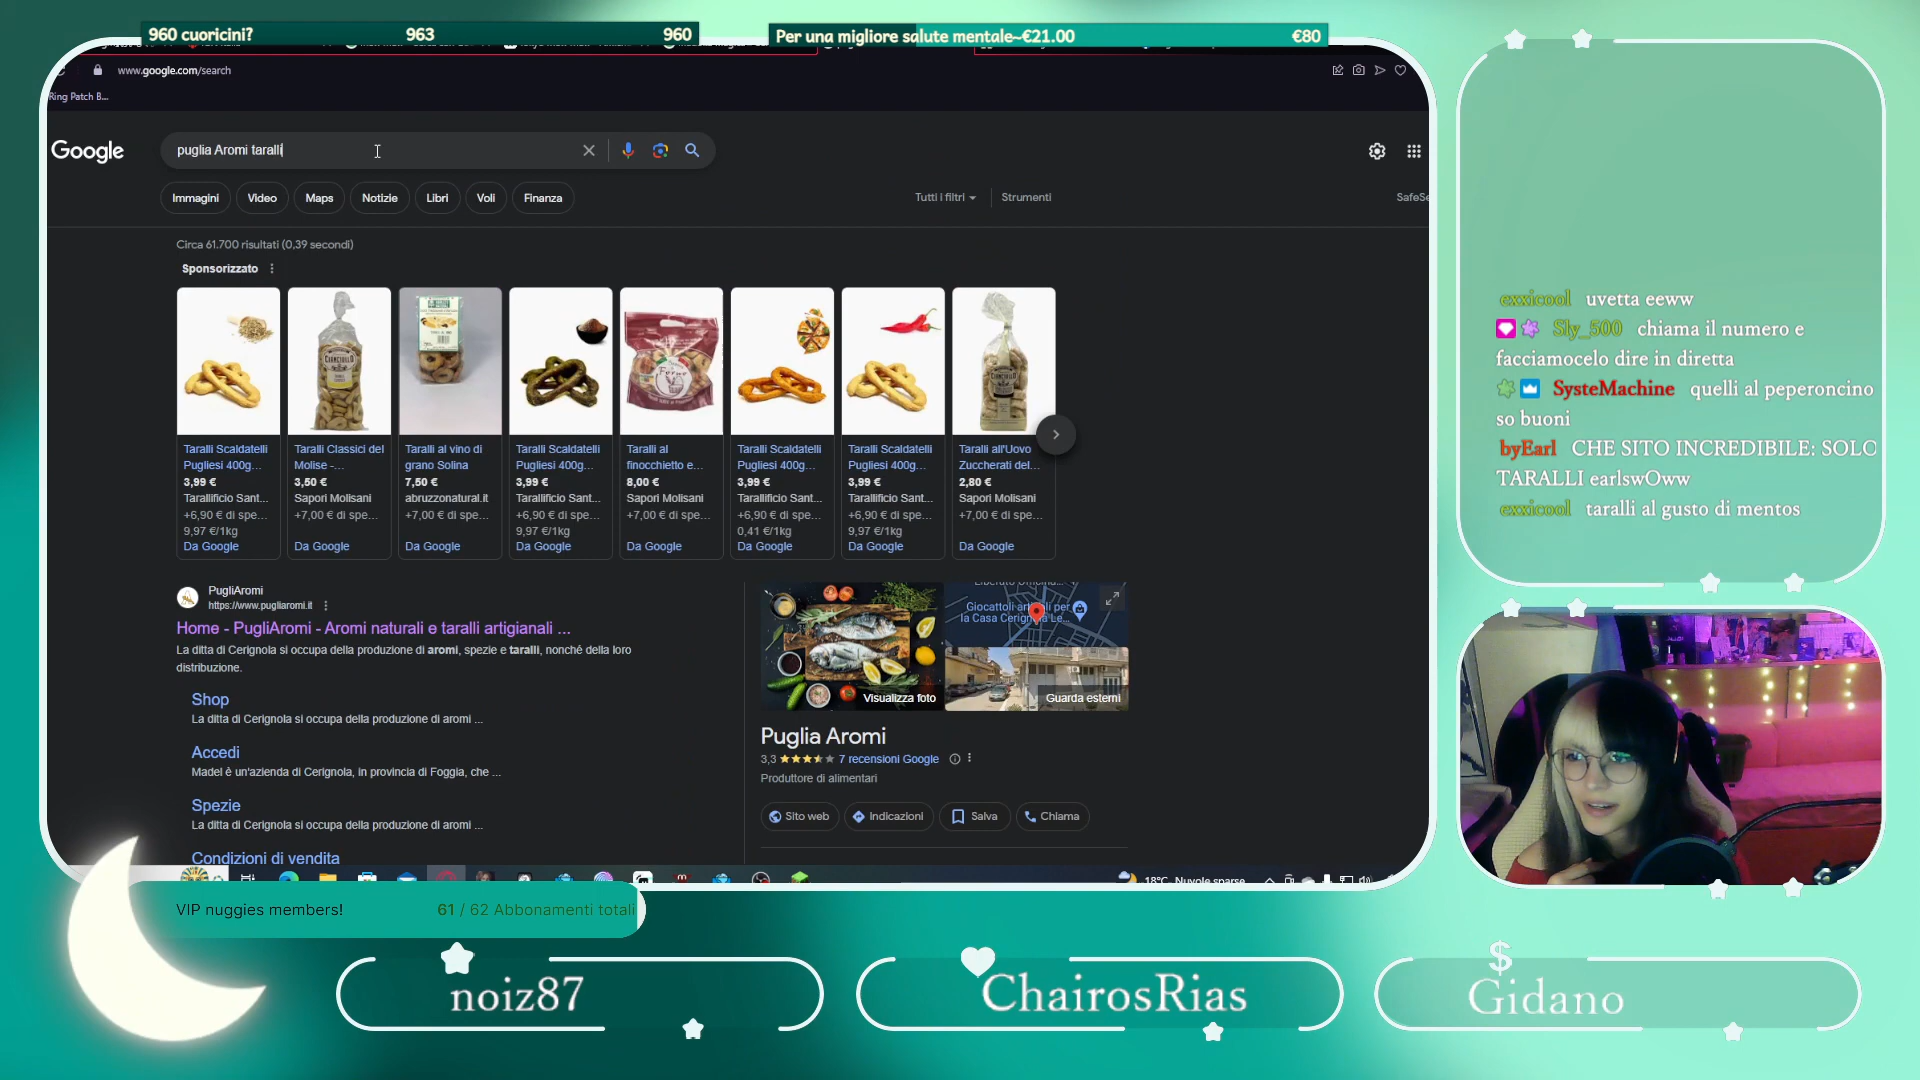 960 cuoricini? 963 960
Per una migliore salute mentale~€21.00 €80
www.google.com/search
Ring Patch B...
Google
puglia Aromi taralli
Immagini Video Maps Notizie Libri Voli Finanza Tutti i filtri Strumenti SafeSe
Circa 61.700 risultati (0,39 secondi)
Sponsorizzato
Taralli Scaldatelli
Pugliesi 400g...
3,99 €
Tarallificio Sant...
+6,90 € di spe...
9,97 €/1kg
Da Google
Taralli Classici del
Molise -...
3,50 €
Sapori Molisani
+7,00 € di spe...
Da Google
Taralli al vino di
grano Solina
7,50 €
abruzzonatural.it
+7,00 € di spe...
Da Google
Taralli Scaldatelli
Pugliesi 400g...
3,99 €
Tarallificio Sant...
+6,90 € di spe...
9,97 €/1kg
Da Google
Taralli al
finocchietto e...
8,00 €
Sapori Molisani
+7,00 € di spe...
Da Google
Taralli Scaldatelli
Pugliesi 400g...
3,99 €
Tarallificio Sant...
+6,90 € di spe...
0,41 €/1kg
Da Google
Taralli Scaldatelli
Pugliesi 400g...
3,99 €
Tarallificio Sant...
+6,90 € di spe...
9,97 €/1kg
Da Google
Taralli all'Uovo
Zuccherati del...
2,80 €
Sapori Molisani
+7,00 € di spe...
Da Google
PugliAromi
https://www.pugliaromi.it
Home - PugliAromi - Aromi naturali e taralli artigianali ...
La ditta di Cerignola si occupa della produzione di aromi, spezie e taralli, nonché della loro
distribuzione.
Shop
La ditta di Cerignola si occupa della produzione di aromi ...
Accedi
Madel è un'azienda di Cerignola, in provincia di Foggia, che ...
Spezie
La ditta di Cerignola si occupa della produzione di aromi ...
Condizioni di vendita
Visualizza foto
Guarda esterni
Puglia Aromi
3,3 7 recensioni Google
Produttore di alimentari
Sito web Indicazioni Salva Chiama
18°C Nuvole sparse
exxicool uvetta eeww
Sly_500 chiama il numero e
facciamocelo dire in diretta
SysteMachine quelli al peperoncino
so buoni
byEarl CHE SITO INCREDIBILE: SOLO
TARALLI earlswOww
exxicool taralli al gusto di mentos
VIP nuggies members! 61 / 62 Abbonamenti totali
noiz87 ChairosRias Gidano